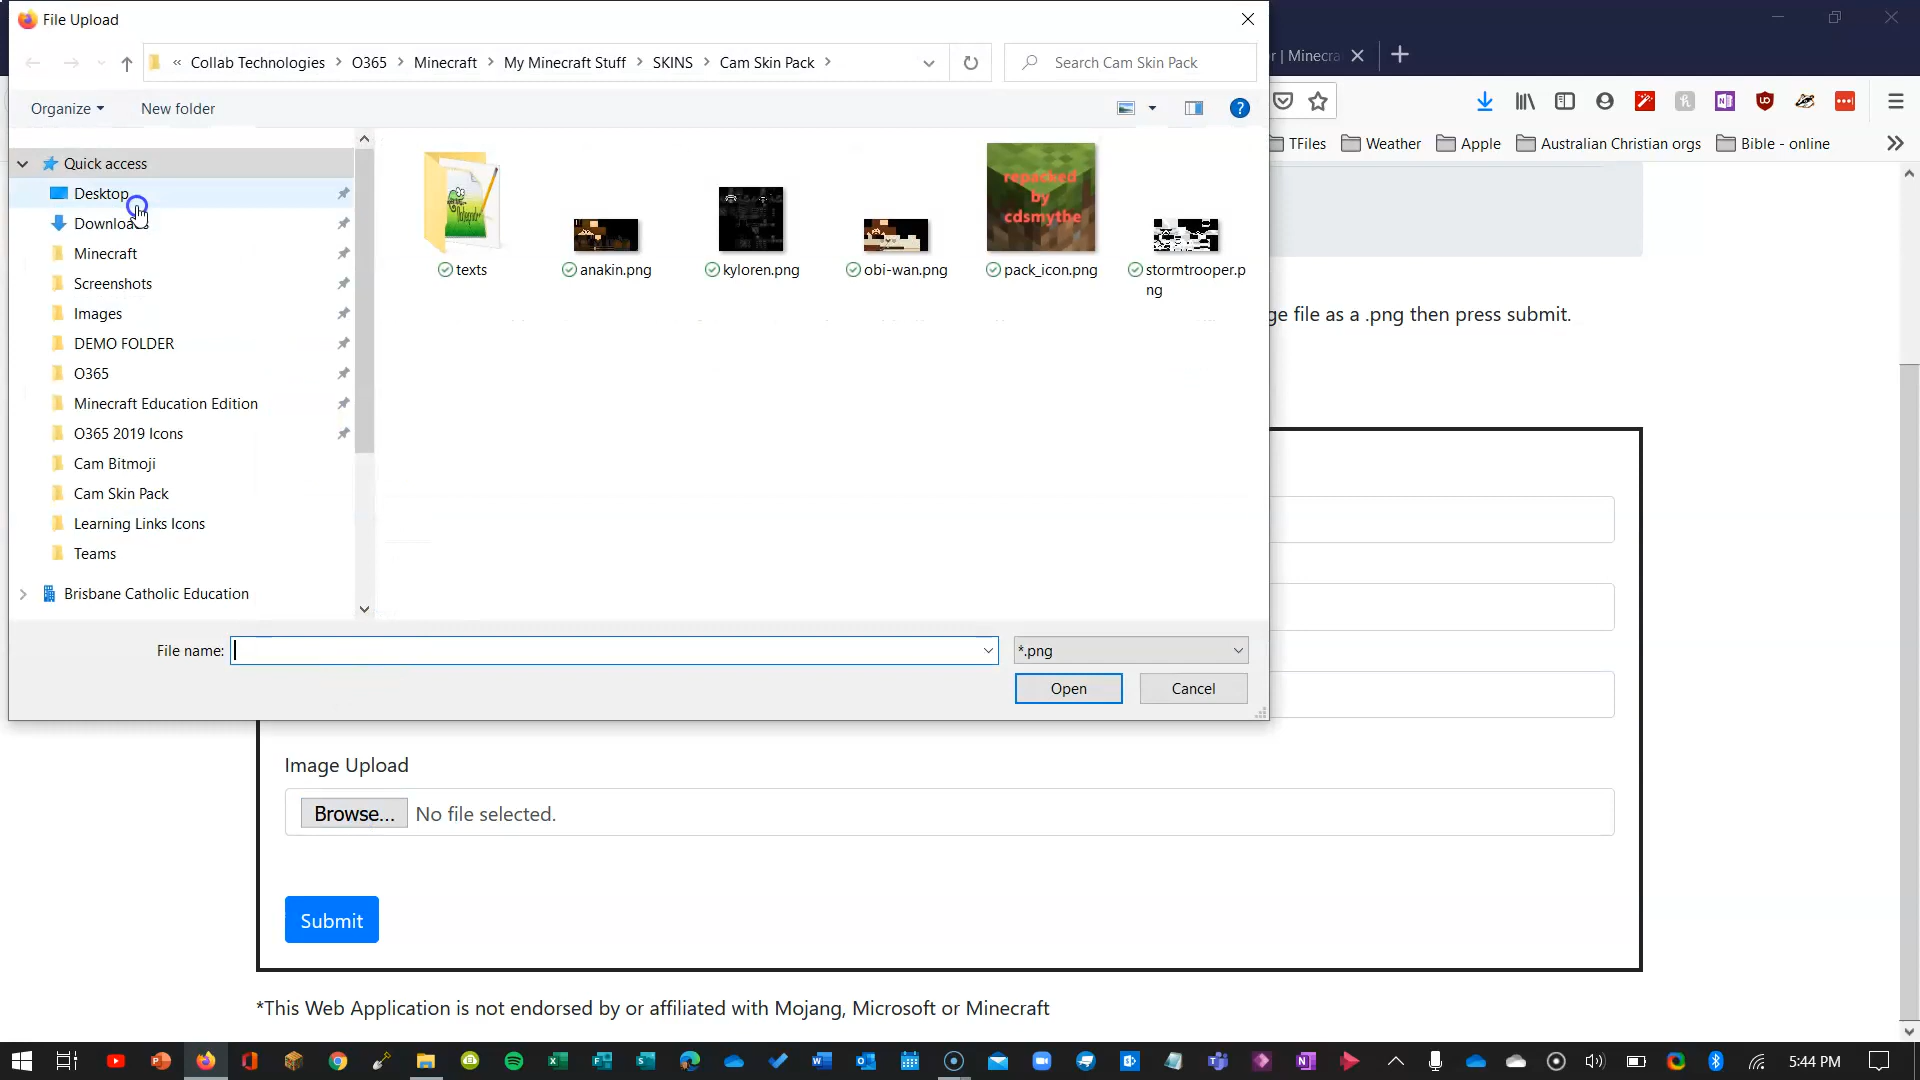 File Upload
« Collab Technologies > O365 > Minecraft > My Minecraft Stuff > SKINS > Cam Skin Pack >
Search Cam Skin Pack
r | Minecra
Organize
New folder
TFiles
Weather
Apple
Australian Christian orgs
Bible - online
Quick access
Desktop
Downloads
Minecraft
Screenshots
Images
DEMO FOLDER
O365
Minecraft Education Edition
O365 2019 Icons
Cam Bitmoji
Cam Skin Pack
Learning Links Icons
Teams
Brisbane Catholic Education
repacked
by
cdsmythe
texts
anakin.png
kyloren.png
obi-wan.png
pack_icon.png
stormtrooper.p
ng
ge file as a .png then press submit.
File name:
*.png
Open
Cancel
Image Upload
Browse... No file selected.
Submit
*This Web Application is not endorsed by or affiliated with Mojang, Microsoft or Minecraft
5:44 PM